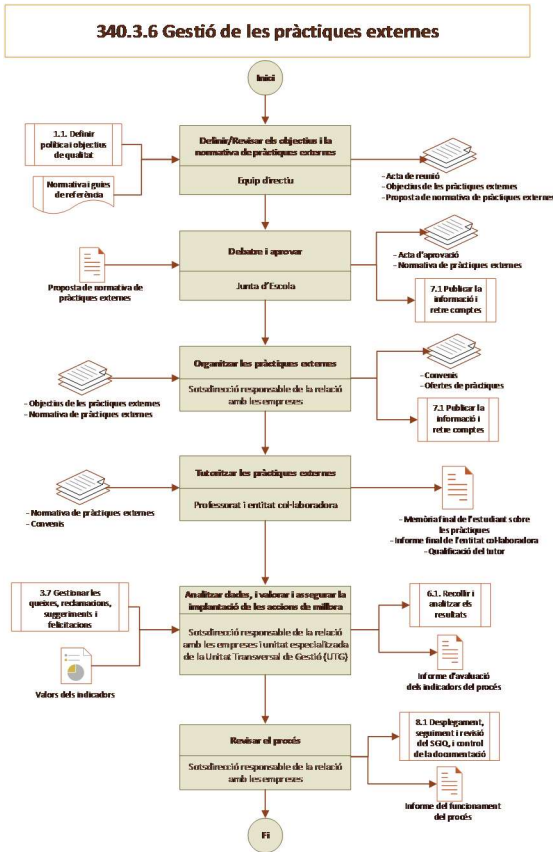 340.3.6 Gestió de les pràctiques externes
Inici
1.1. Definir
política i objectius
de qualitat
Normativa i guies
de referència
Definir/Revisar els objectius i la
normativa de pràctiques externes
Equip directiu
- Acta de reunió
- Objectius de les pràctiques externes
- Proposta de normativa de pràctiques externes
Proposta de normativa de
pràctiques externes
Debatre i aprovar
Junta d'Escola
- Acta d'aprovació
- Normativa de pràctiques externes
7.1 Publicar la
informació i
retre comptes
- Objectius de les pràctiques externes
- Normativa de pràctiques externes
Organitzar les pràctiques externes
Sotsdirecció responsable de la relació
amb les empreses
- Convenis
- Ofertes de pràctiques
7.1 Publicar la
informació i
retre comptes
- Normativa de pràctiques externes
- Convenis
Tutoritzar les pràctiques externes
Professorat i entitat col·laboradora
- Memòria final de l'estudiant sobre
les pràctiques
- Informe final de l'entitat col·laboradora
- Qualificació del tutor
3.7 Gestionar les
queixes, reclamacions,
suggeriments i
felicitacions
Valors dels indicadors
Analitzar dades, i valorar i assegurar la
implantació de les accions de millora
Sotsdirecció responsable de la relació
amb les empreses i unitat especialitzada
de la Unitat Transversal de Gestió (UTG)
6.1. Recollir i
analitzar els
resultats
Informe d'avaluació
dels indicadors del procés
Revisar el procés
Sotsdirecció responsable de la relació
amb les empreses
8.1 Desplegament,
seguiment i revisió
del SGIQ, i control
de la documentació
Informe del funcionament
del procés
Fi